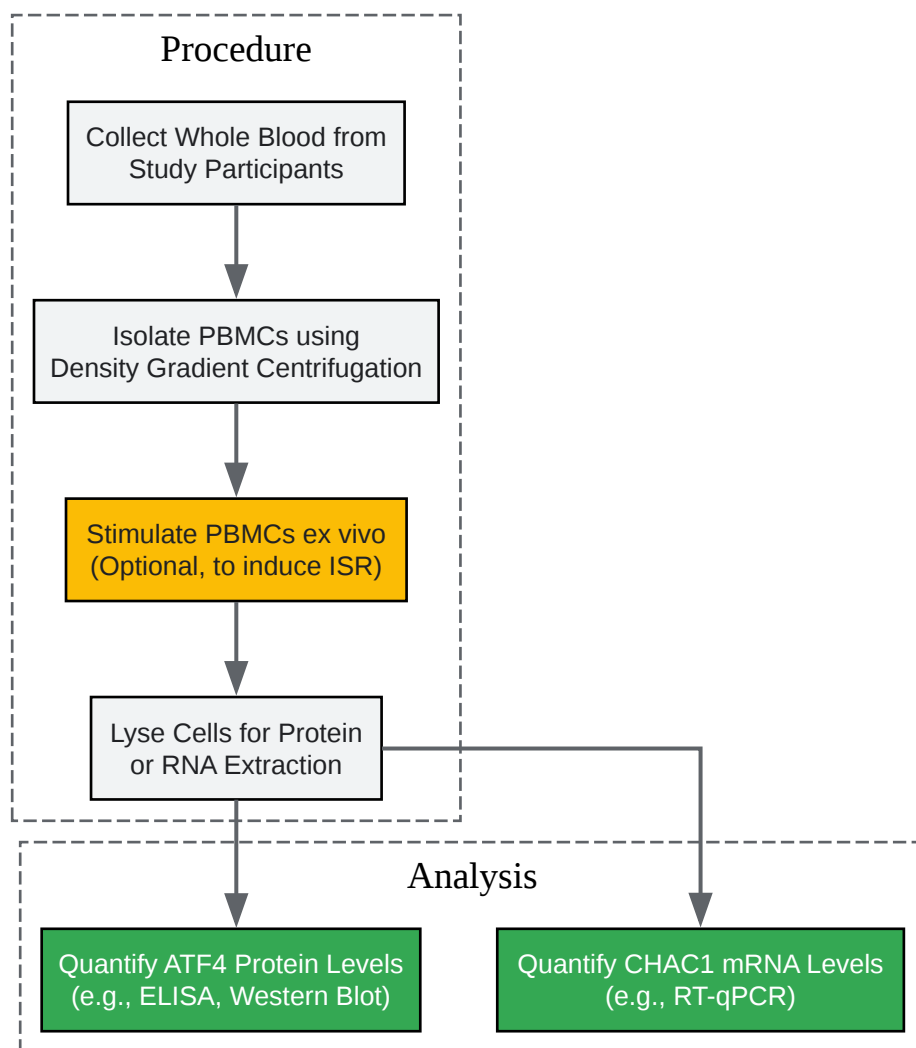 Procedure
Collect Whole Blood from
Study Participants
Isolate PBMCs using
Density Gradient Centrifugation
Stimulate PBMCs ex vivo
(Optional, to induce ISR)
Lyse Cells for Protein
or RNA Extraction
Analysis
Quantify ATF4 Protein Levels
(e.g., ELISA, Western Blot)
Quantify CHAC1 mRNA Levels
(e.g., RT-qPCR)